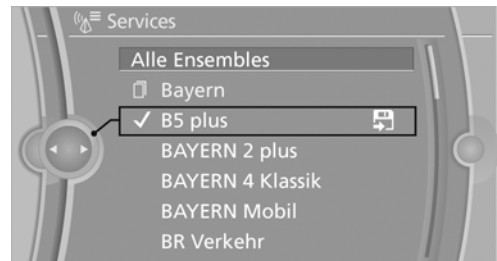 Services
Alle Ensembles
Bayern
B5 plus
BAYERN 2 plus
BAYERN 4 Klassik
BAYERN Mobil
BR Verkehr